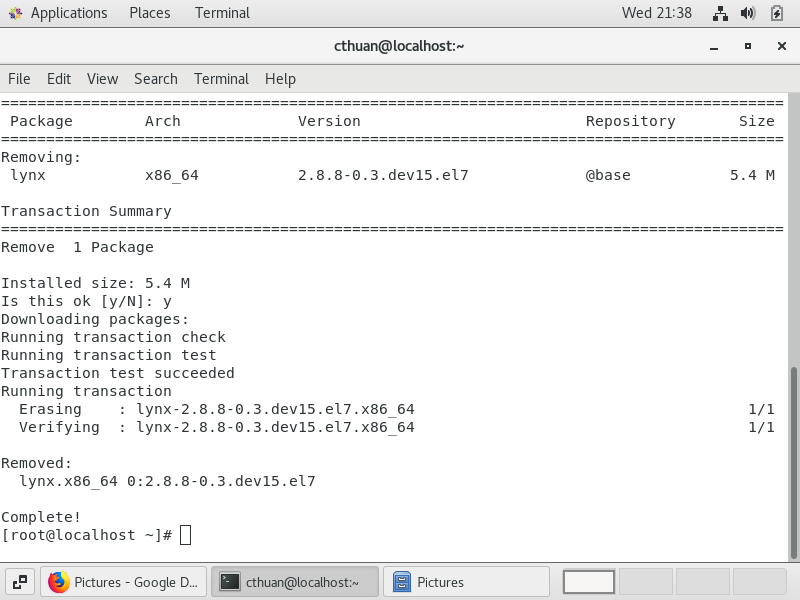 Applications Places Terminal Wed 21:38
cthuan@localhost:~
File Edit View Search Terminal Help
=======================================================================================
Package Arch Version Repository Size
=======================================================================================
Removing:
lynx x86_64 2.8.8-0.3.dev15.el7 @base 5.4 M
Transaction Summary
=======================================================================================
Remove 1 Package
Installed size: 5.4 M
Is this ok [y/N]: y
Downloading packages:
Running transaction check
Running transaction test
Transaction test succeeded
Running transaction
Erasing : lynx-2.8.8-0.3.dev15.el7.x86_64 1/1
Verifying : lynx-2.8.8-0.3.dev15.el7.x86_64 1/1
Removed:
lynx.x86_64 0:2.8.8-0.3.dev15.el7
Complete!
[root@localhost ~]#
Pictures - Google D... cthuan@localhost:~ Pictures